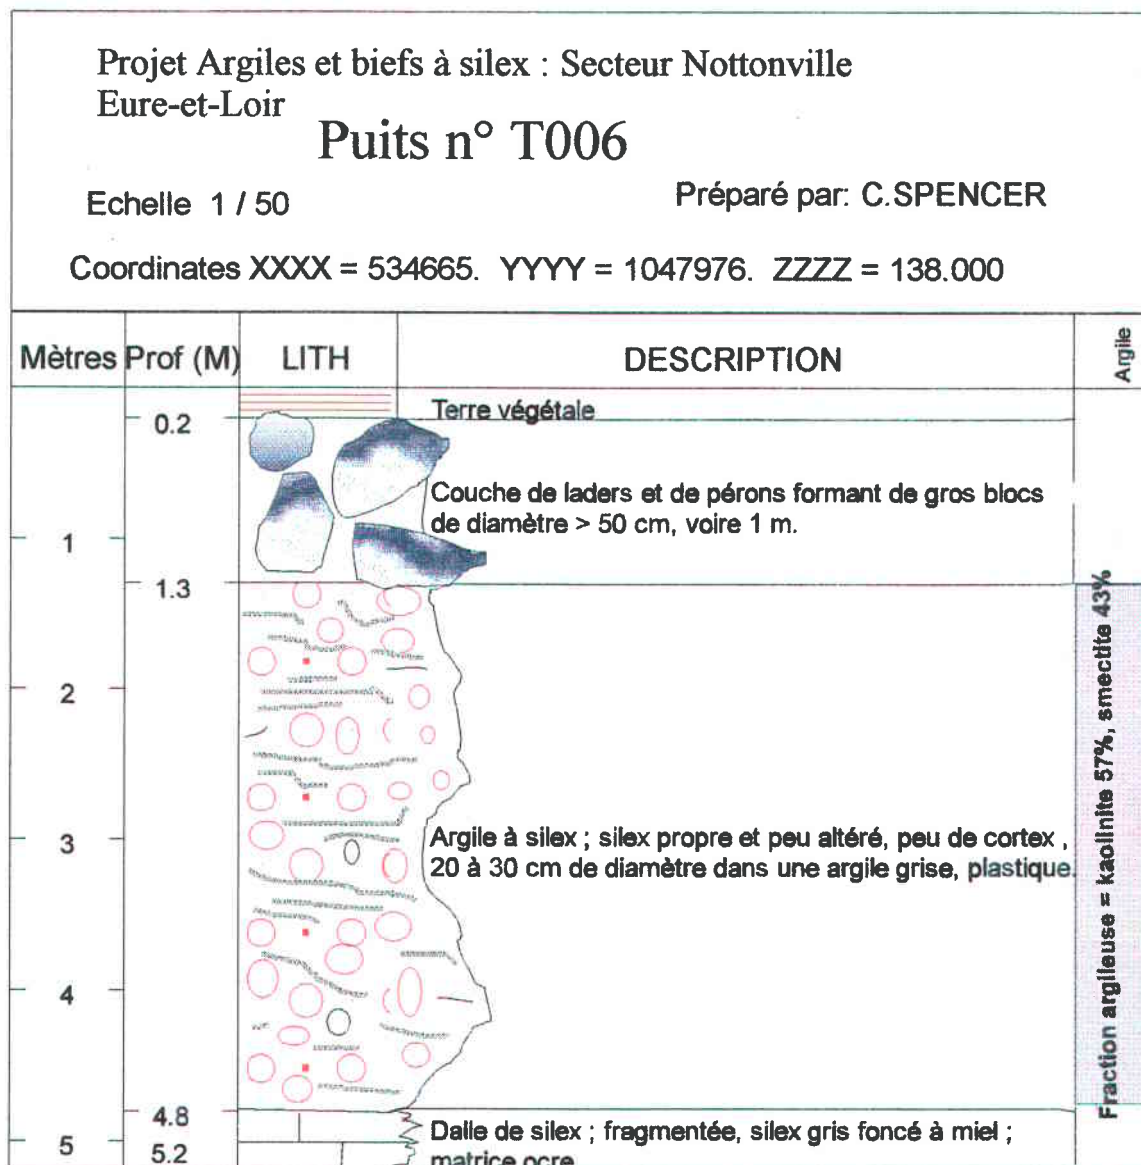 Projet Argiles et biefs à silex : Secteur Nottonville
Eure-et-Loir
Puits n° T006
Echelle 1 / 50
Préparé par: C.SPENCER
Coordinates XXXX = 534665. YYYY = 1047976. ZZZZ = 138.000
Mètres Prof (M) LITH DESCRIPTION Argile
Terre végétale
0.2
Couche de laders et de pérons formant de gros blocs
de diamètre > 50 cm, voire 1 m.
1
1.3
2
3
Argile à silex ; silex propre et peu altéré, peu de cortex ,
20 à 30 cm de diamètre dans une argile grise, plastique.
Fraction argileuse = kaolinite 57%, smectite 43%
4
4.8
Dalle de silex ; fragmentée, silex gris foncé à miel ;
5
5.2
matrice ocre